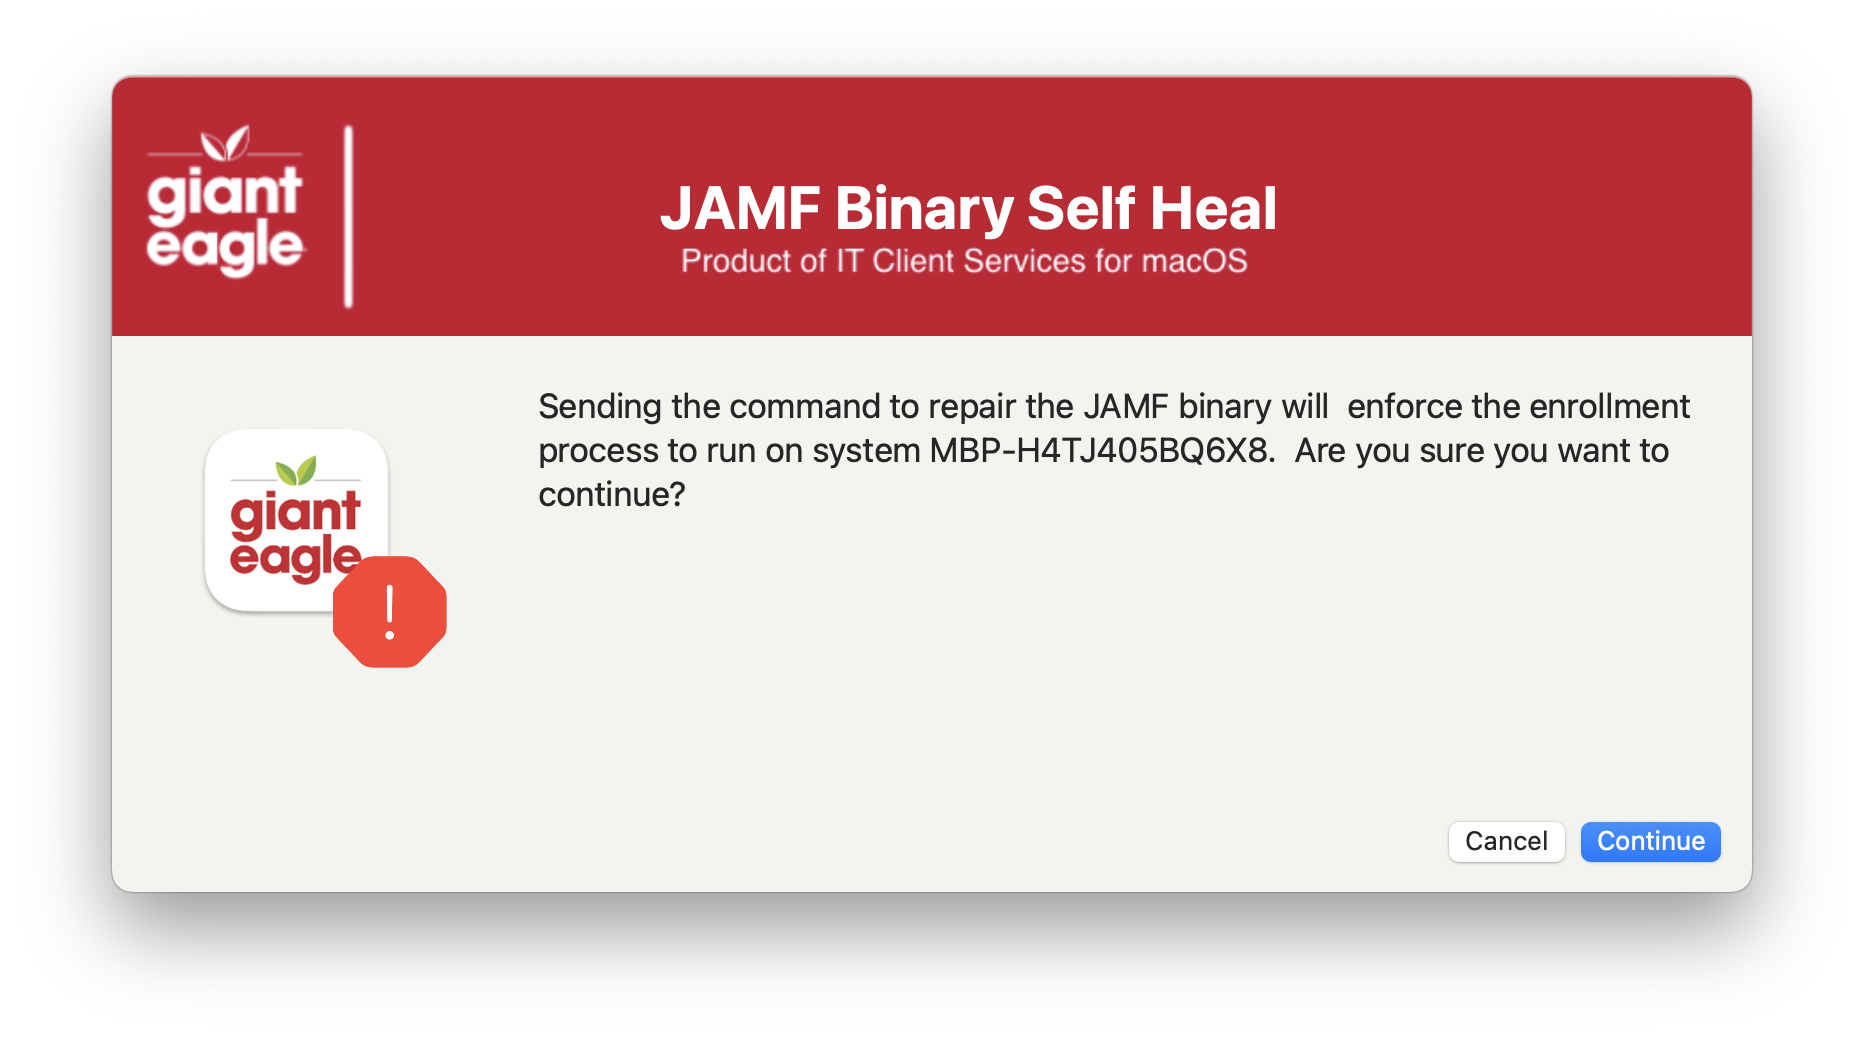 giant
eagle
JAMF Binary Self Heal
Product of IT Client Services for macOS
Sending the command to repair the JAMF binary will  enforce the enrollment
process to run on system MBP-H4TJ405BQ6X8.  Are you sure you want to
continue?
giant
eagle
!
Cancel
Continue